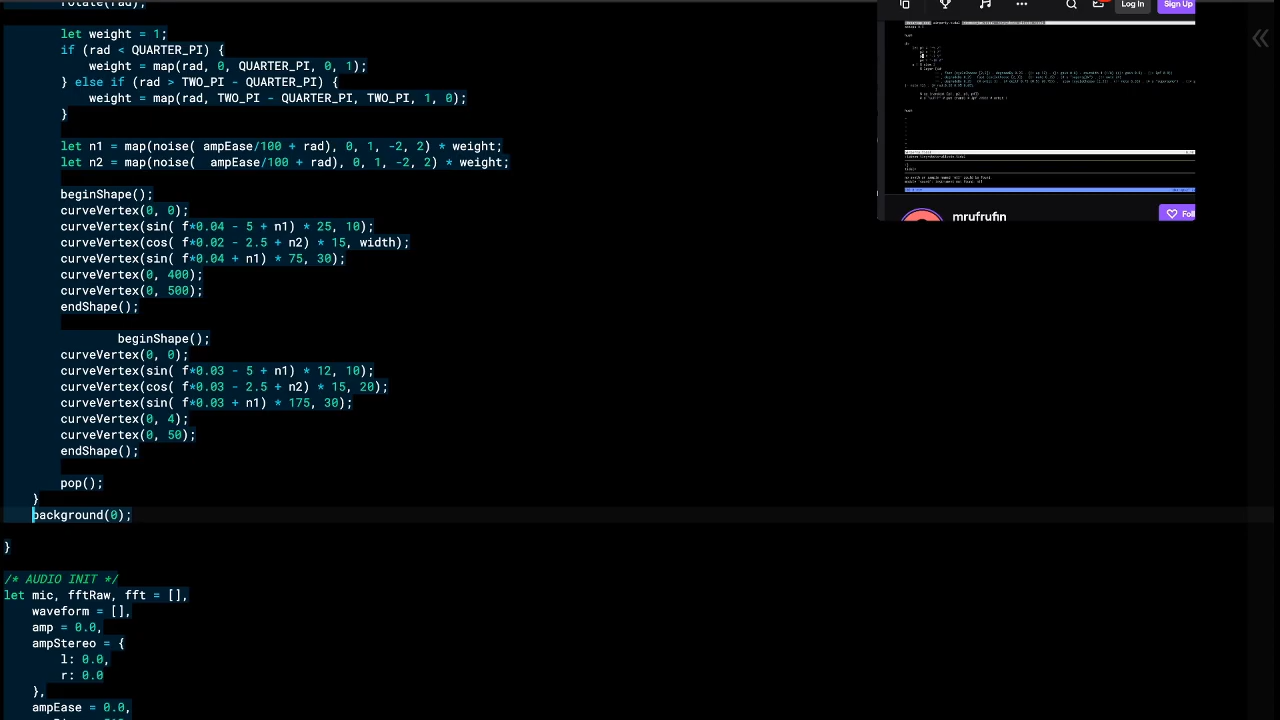 rotate(rad);
let weight = 1;
if (rad < QUARTER_PI) {
weight = map(rad, 0, QUARTER_PI, 0, 1);
} else if (rad > TWO_PI - QUARTER_PI) {
weight = map(rad, TWO_PI - QUARTER_PI, TWO_PI, 1, 0);
}
let n1 = map(noise( ampEase/100 + rad), 0, 1, -2, 2) * weight;
let n2 = map(noise(  ampEase/100 + rad), 0, 1, -2, 2) * weight;
beginShape();
curveVertex(0, 0);
curveVertex(sin( f*0.04 - 5 + n1) * 25, 10);
curveVertex(cos( f*0.02 - 2.5 + n2) * 15, width);
curveVertex(sin( f*0.04 + n1) * 75, 30);
curveVertex(0, 400);
curveVertex(0, 500);
endShape();
beginShape();
curveVertex(0, 0);
curveVertex(sin( f*0.03 - 5 + n1) * 12, 10);
curveVertex(cos( f*0.03 - 2.5 + n2) * 15, 20);
curveVertex(sin( f*0.03 + n1) * 175, 30);
curveVertex(0, 4);
curveVertex(0, 50);
endShape();
pop();
}
background(0);
}
/* AUDIO INIT */
let mic, fftRaw, fft = [],
waveform = [],
amp = 0.0,
ampStereo = {
l: 0.0,
r: 0.0
},
ampEase = 0.0,
Log In
Sign Up
mrufrufin
Foll